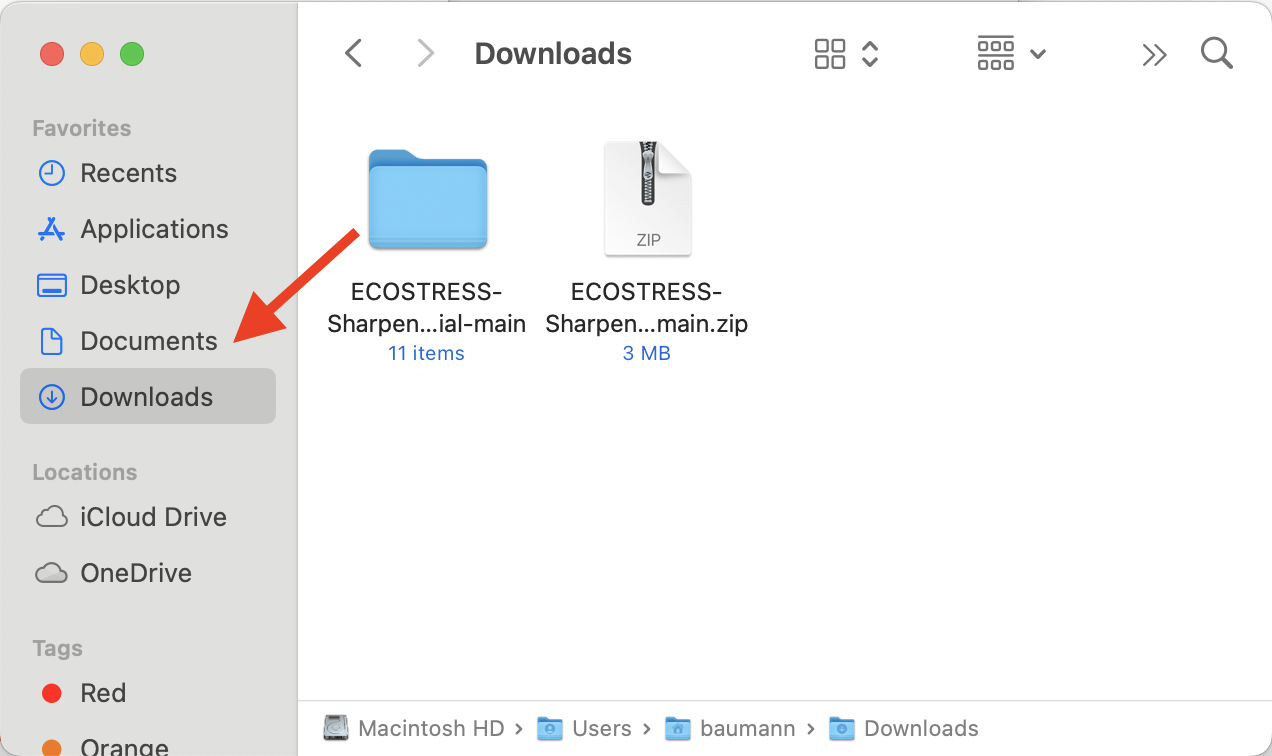 Downloads
Favorites
Recents
Applications
Desktop
Documents
Downloads
Locations
iCloud Drive
OneDrive
Tags
Red
Orange
ZIP
ECOSTRESS-
Sharpen...ial-main
11 items
ECOSTRESS-
Sharpen...main.zip
3 MB
Macintosh HD › Users › baumann › Downloads